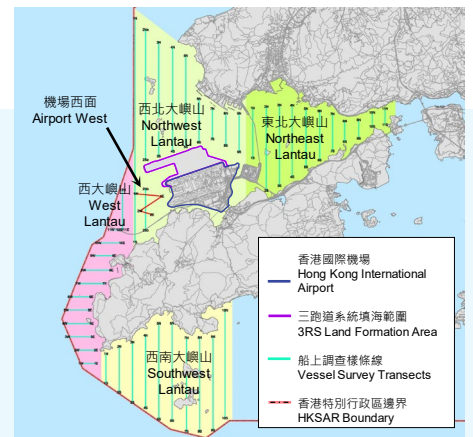 機場西面
Airport West
西北大嶼山
Northwest
Lantau
東北大嶼山
Northeast
Lantau
西大嶼山
West
Lantau
西南大嶼山
Southwest
Lantau
香港國際機場
Hong Kong International
Airport
三跑道系統填海範圍
3RS Land Formation Area
船上調查樣條線
Vessel Survey Transects
香港特別行政區邊界
HKSAR Boundary